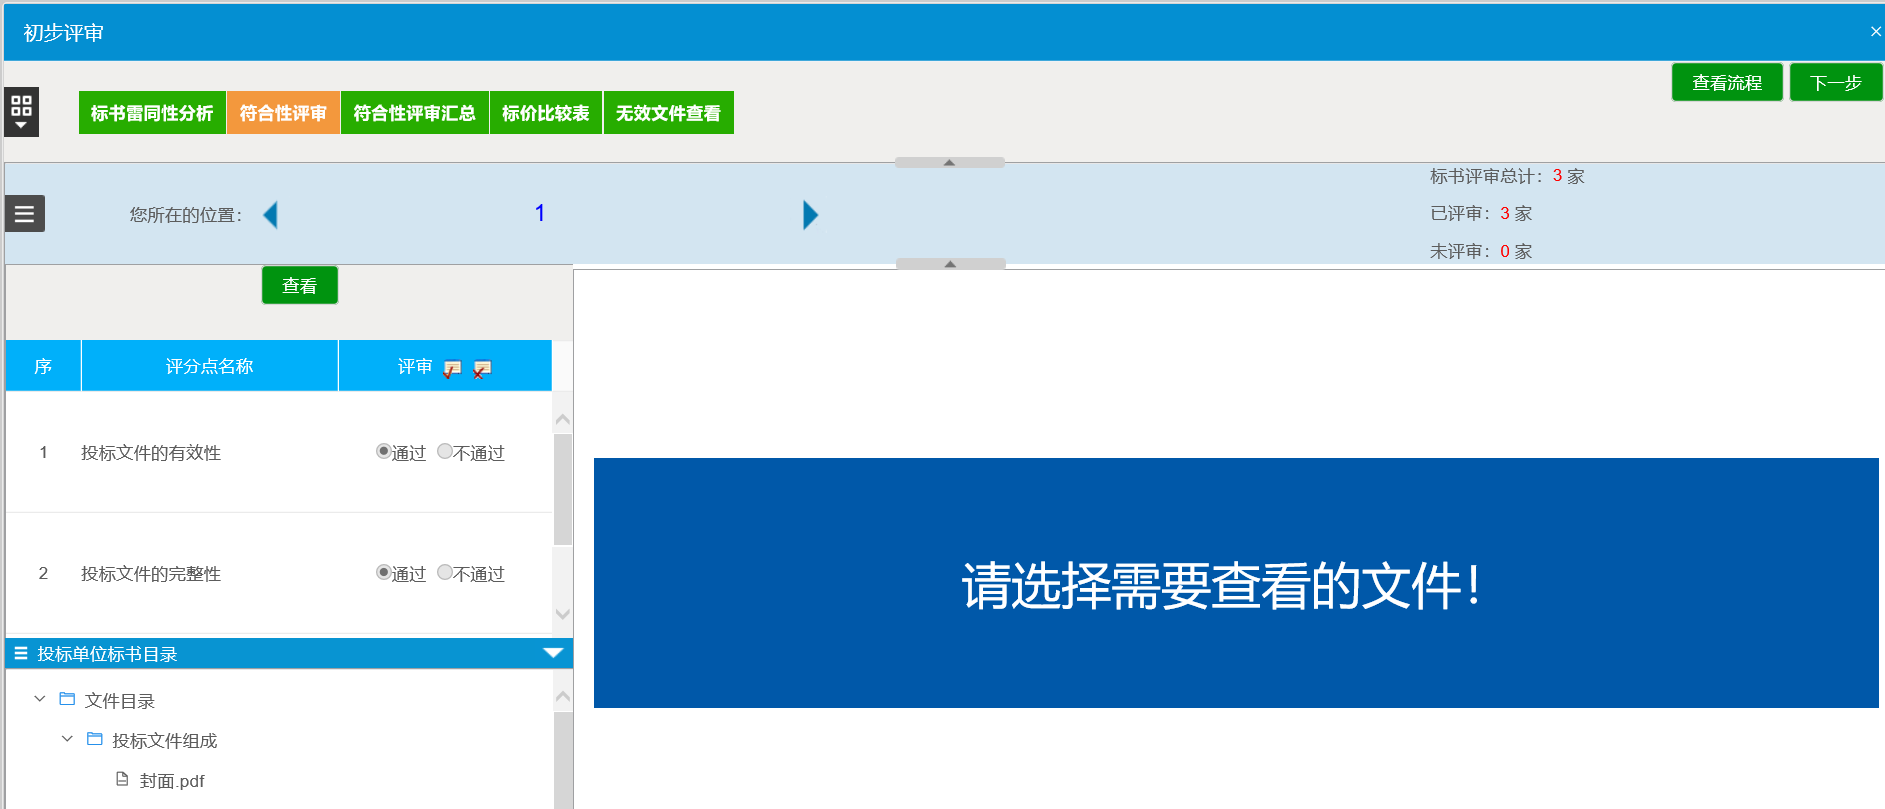 初步评审
×
查看流程 下一步
标书雷同性分析 符合性评审 符合性评审汇总 标价比较表 无效文件查看
标书评审总计：3 家
您所在的位置： 1
已评审：3 家
未评审：0 家
查看
序 评分点名称 评审
1 投标文件的有效性 通过 不通过
2 投标文件的完整性 通过 不通过
请选择需要查看的文件！
投标单位标书目录
文件目录
投标文件组成
封面.pdf